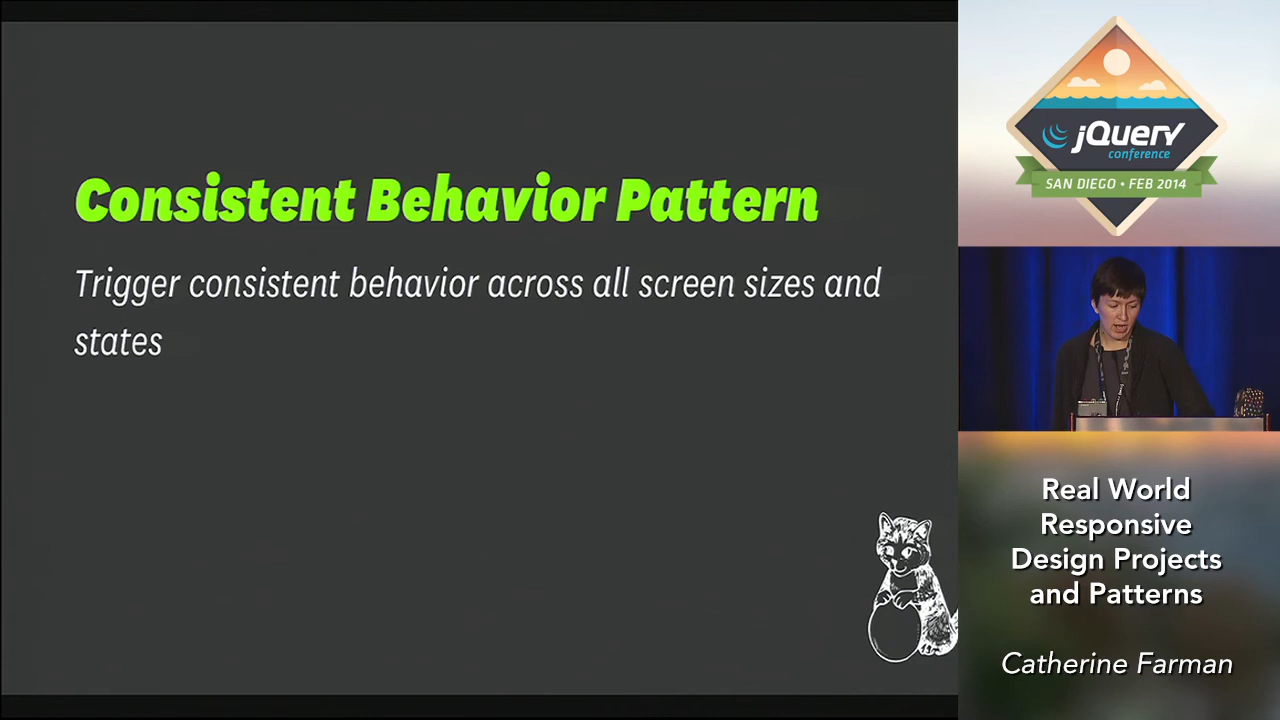 Consistent Behavior Pattern
Trigger consistent behavior across all screen sizes and
states
jQuery
conference
SAN DIEGO • FEB 2014
Real World
Responsive
Design Projects
and Patterns
Catherine Farman